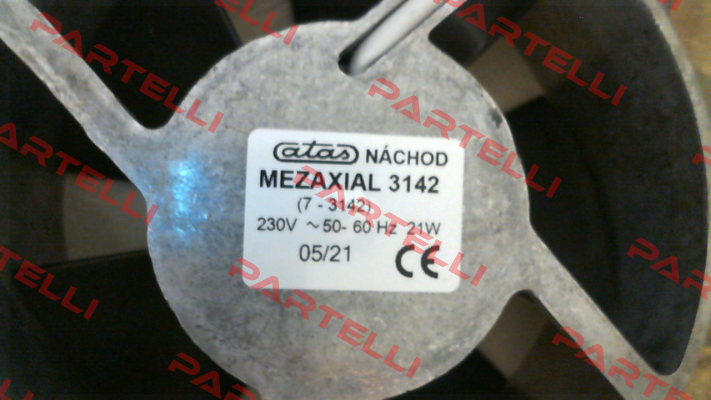 atas NÁCHOD
MEZAXIAL 3142
(7 - 3142)
230V ~ 50- 60 Hz 21W
05/21 CE
PARTELLI
PARTELLI
PARTELLI
PARTELLI
PARTELLI
PARTELLI
PARTELLI
PARTELLI